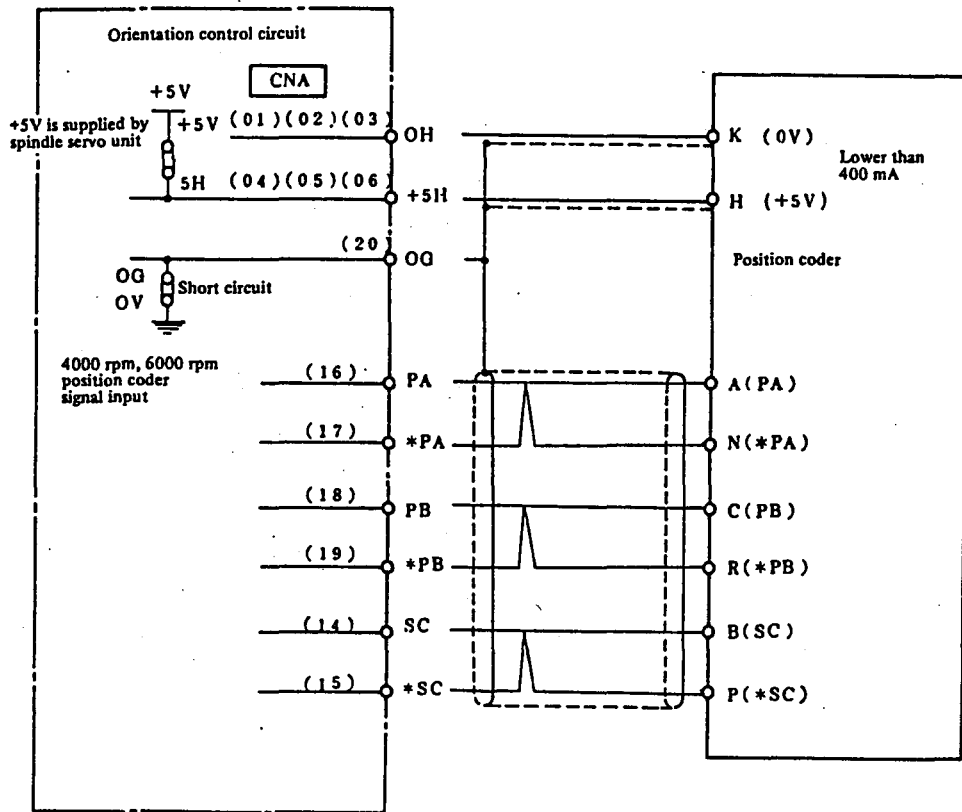 Orientation control circuit
CNA
+5V
+5V is supplied by
spindle servo unit
+5V
(01)(02)(03)
OH
K (0V)
Lower than
400 mA
5H
(04)(05)(06)
+5H
H (+5V)
(20)
OG
Position coder
OG
OV
Short circuit
4000 rpm, 6000 rpm
position coder
signal input
(16)
PA
A(PA)
(17)
*PA
N(*PA)
(18)
PB
C(PB)
(19)
*PB
R(*PB)
(14)
SC
B(SC)
(15)
*SC
P(*SC)